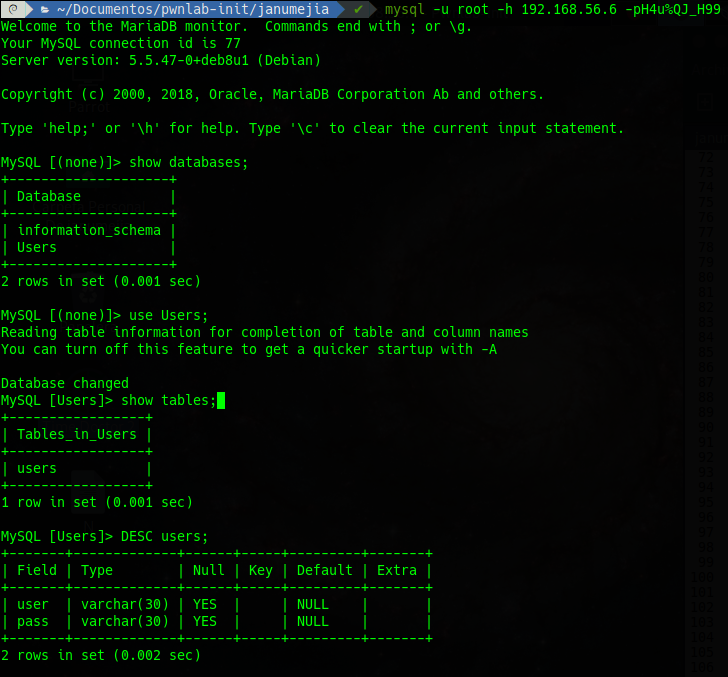 ~/Documentos/pwnlab-init/janumejia ✔ mysql -u root -h 192.168.56.6 -pH4u%QJ_H99
Welcome to the MariaDB monitor.  Commands end with ; or \g.
Your MySQL connection id is 77
Server version: 5.5.47-0+deb8u1 (Debian)

Copyright (c) 2000, 2018, Oracle, MariaDB Corporation Ab and others.

Type 'help;' or '\h' for help. Type '\c' to clear the current input statement.

MySQL [(none)]> show databases;
+--------------------+
| Database           |
+--------------------+
| information_schema |
| Users              |
+--------------------+
2 rows in set (0.001 sec)

MySQL [(none)]> use Users;
Reading table information for completion of table and column names
You can turn off this feature to get a quicker startup with -A

Database changed
MySQL [Users]> show tables;
+-----------------+
| Tables_in_Users |
+-----------------+
| users           |
+-----------------+
1 row in set (0.001 sec)

MySQL [Users]> DESC users;
+-------+-------------+------+-----+---------+-------+
| Field | Type        | Null | Key | Default | Extra |
+-------+-------------+------+-----+---------+-------+
| user  | varchar(30) | YES  |     | NULL    |       |
| pass  | varchar(30) | YES  |     | NULL    |       |
+-------+-------------+------+-----+---------+-------+
2 rows in set (0.002 sec)